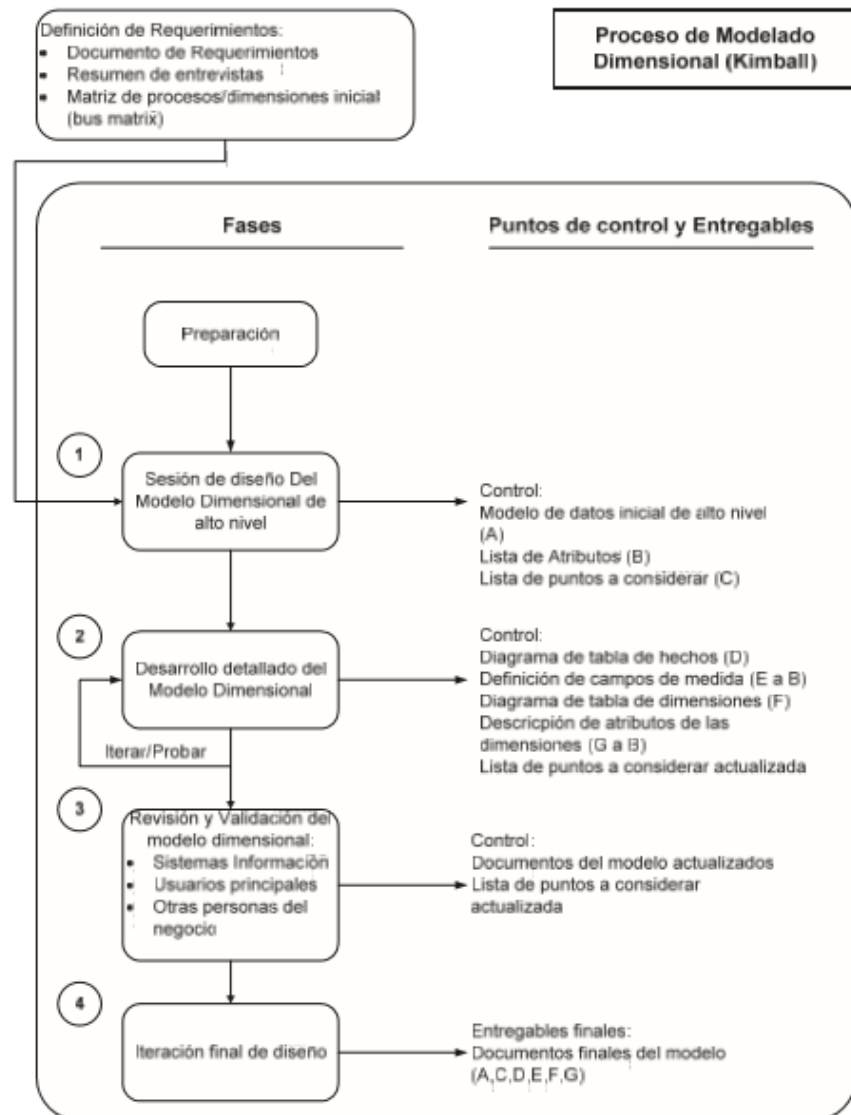 Definición de Requerimientos:
• Documento de Requerimientos
• Resumen de entrevistas
• Matriz de procesos/dimensiones inicial
(bus matrix)
Proceso de Modelado
Dimensional (Kimball)
Fases
Puntos de control y Entregables
Preparación
1
Sesión de diseño Del
Modelo Dimensional de
alto nivel
Control:
Modelo de datos inicial de alto nivel
(A)
Lista de Atributos (B)
Lista de puntos a considerar (C)
2
Desarrollo detallado del
Modelo Dimensional
Iterar/Probar
Control:
Diagrama de tabla de hechos (D)
Definición de campos de medida (E a B)
Diagrama de tabla de dimensiones (F)
Descricpión de atributos de las
dimensiones (G a B)
Lista de puntos a considerar actualizada
3
Revisión y Validación del
modelo dimensional:
• Sistemas Información
• Usuarios principales
• Otras personas del
negocio
Control:
Documentos del modelo actualizados
Lista de puntos a considerar
actualizada
4
Iteración final de diseño
Entregables finales:
Documentos finales del modelo
(A,C,D,E,F,G)